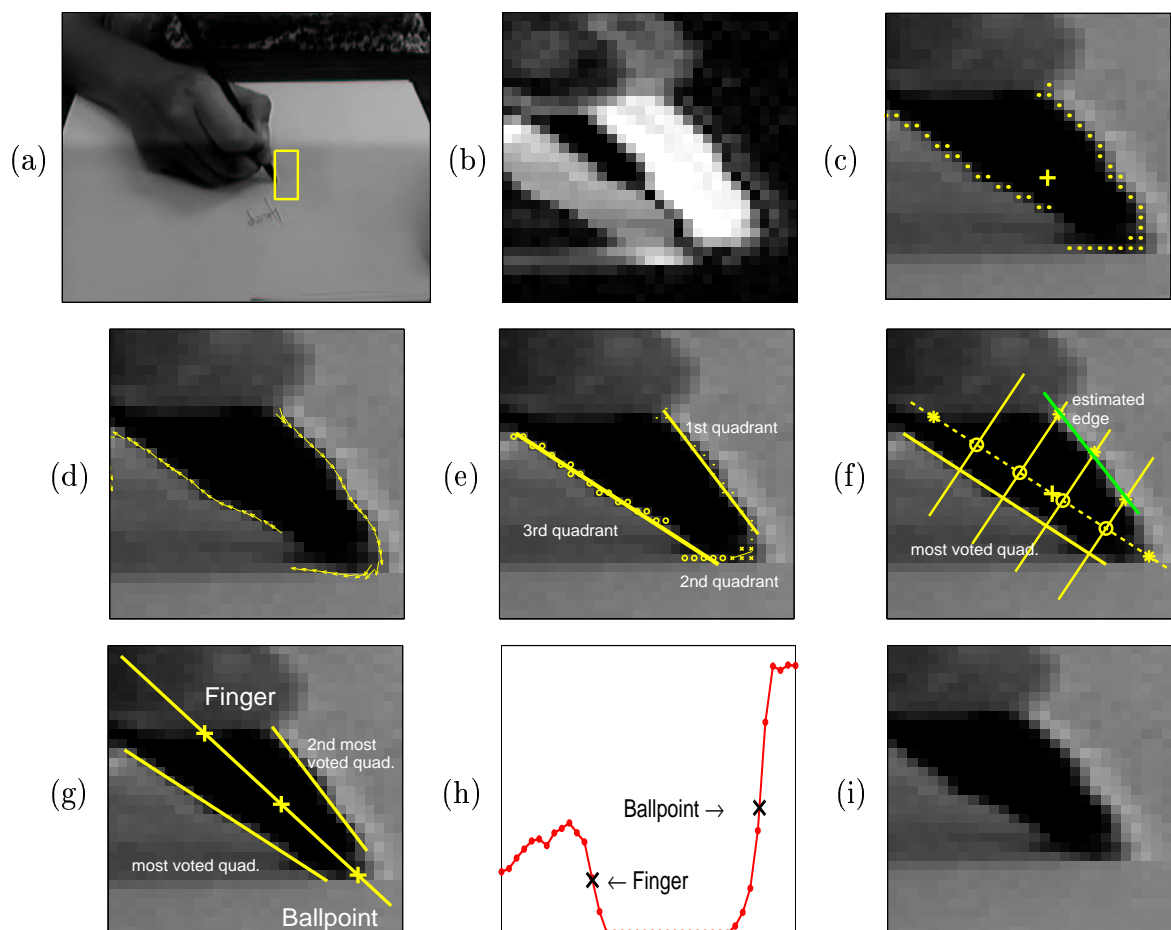 (a)
(b)
(c)
(d)
(e)
1st quadrant
3rd quadrant
2nd quadrant
(f)
estimated
edge
most voted quad.
(g)
Finger
2nd most
voted quad.
most voted quad.
Ballpoint
(h)
Ballpoint →
← Finger
(i)